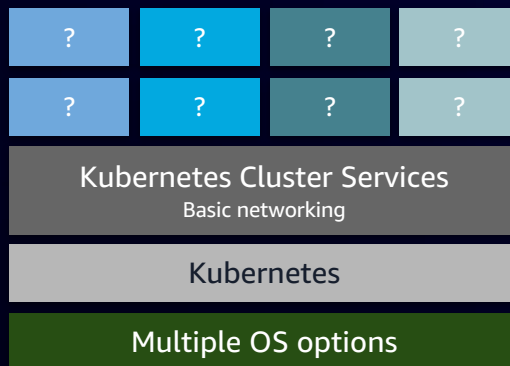 ? ? ? ?
? ? ? ?
Kubernetes Cluster Services
Basic networking
Kubernetes
Multiple OS options